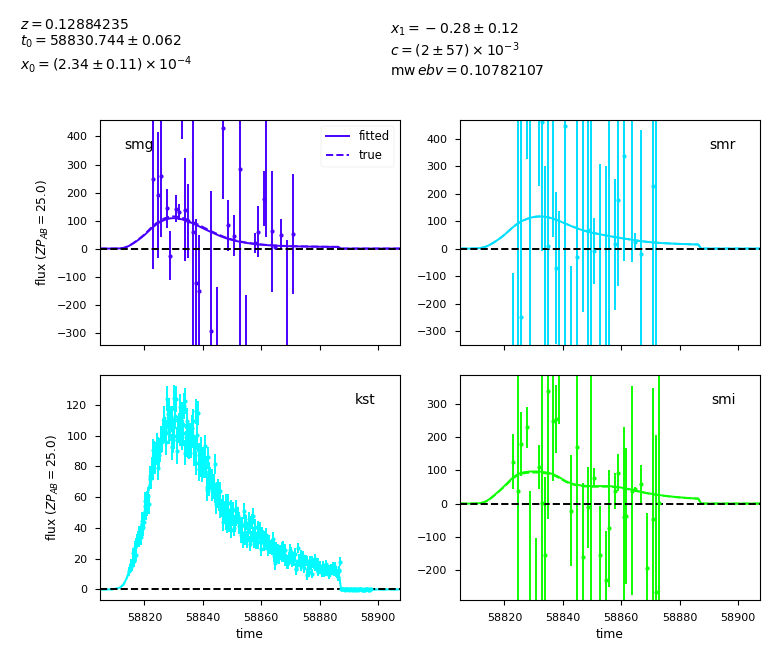 z = 0.12884235
t₀ = 58830.744 ± 0.062
x₀ = (2.34 ± 0.11) × 10⁻⁴
x₁ = −0.28 ± 0.12
c = (2 ± 57) × 10⁻³
mw ebv = 0.10782107
smg
fitted
true
400
300
200
100
0
−100
−200
−300
flux (ZP_AB = 25.0)
smr
400
300
200
100
0
−100
−200
−300
kst
120
100
80
60
40
20
0
flux (ZP_AB = 25.0)
58820 58840 58860 58880 58900
time
smi
300
200
100
0
−100
−200
58820 58840 58860 58880 58900
time